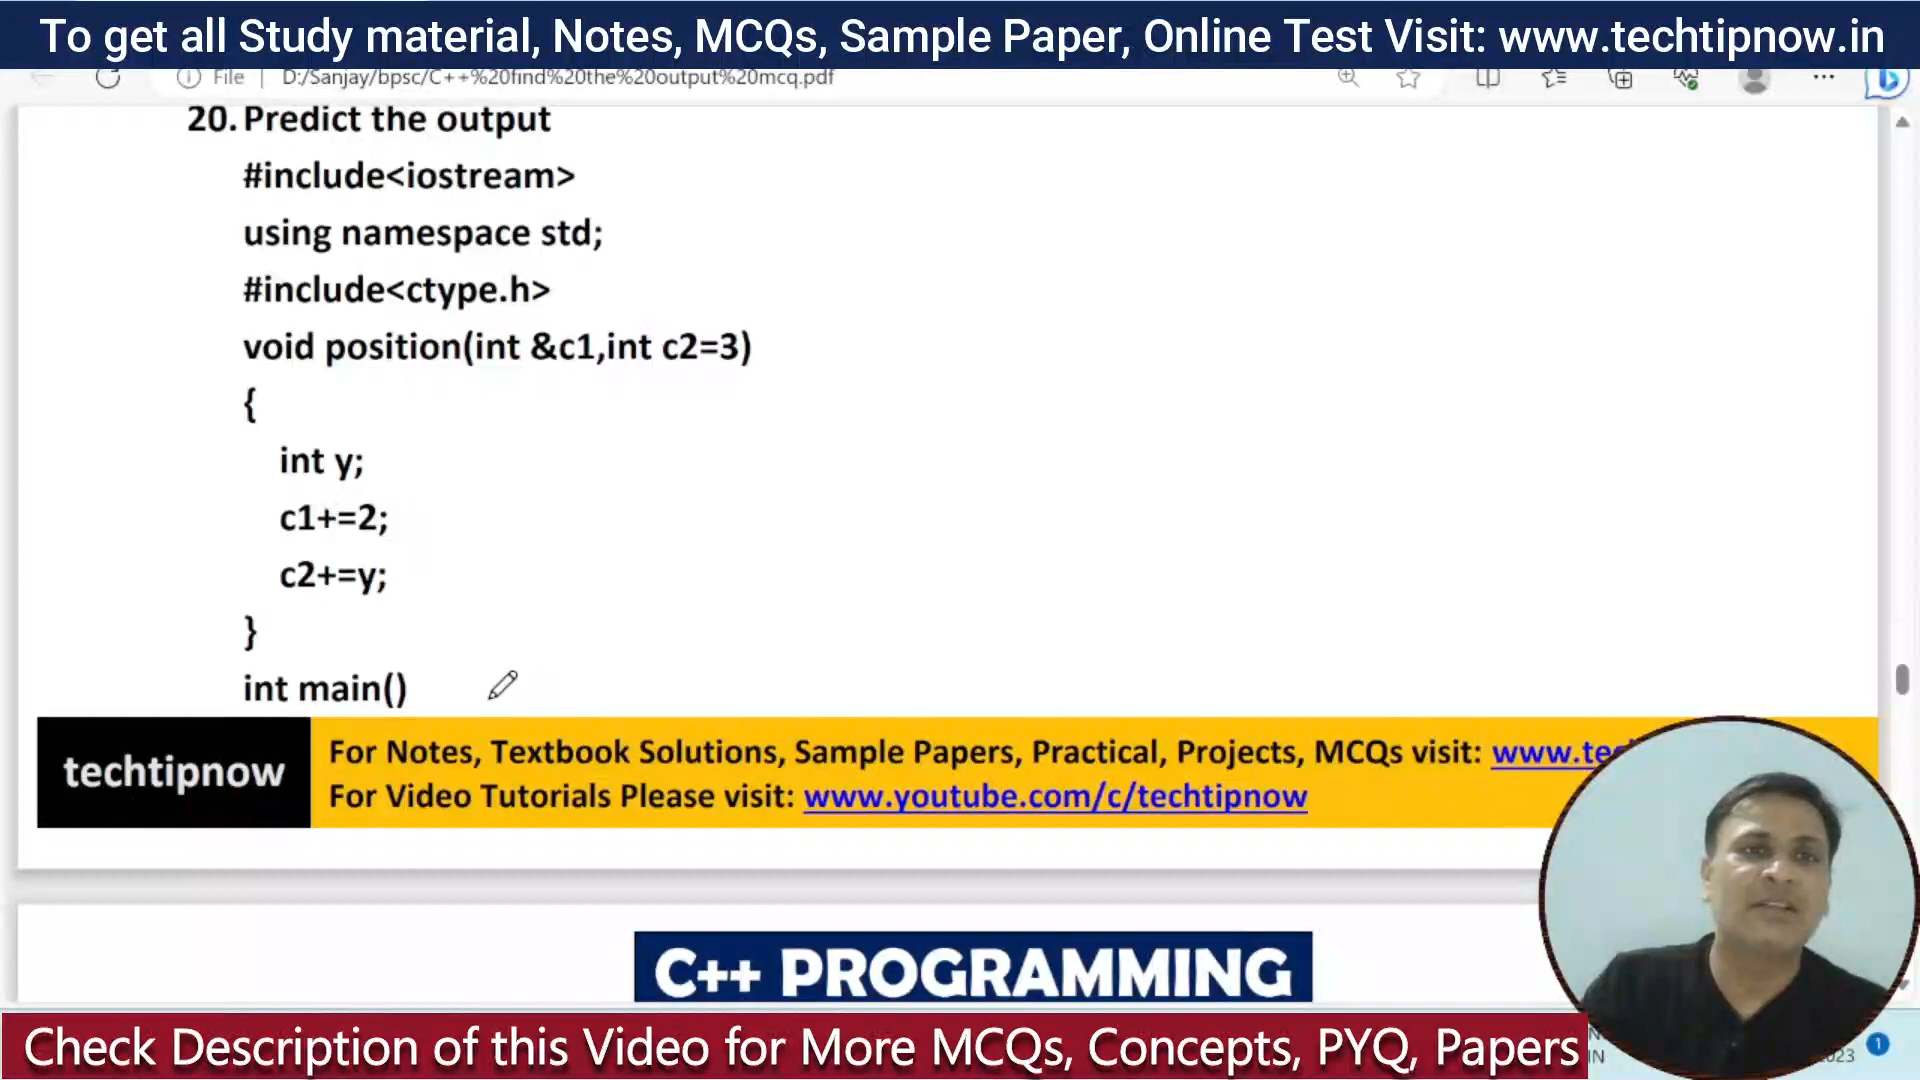 To get all Study material, Notes, MCQs, Sample Paper, Online Test Visit: www.techtipnow.in
File | D:/Sanjay/bpsc/C++%20find%20the%20output%20mcq.pdf
20. Predict the output
#include<iostream>
using namespace std;
#include<ctype.h>
void position(int &c1,int c2=3)
{
int y;
c1+=2;
c2+=y;
}
int main()
techtipnow
For Notes, Textbook Solutions, Sample Papers, Practical, Projects, MCQs visit:
For Video Tutorials Please visit: www.youtube.com/c/techtipnow
C++ PROGRAMMING
Check Description of this Video for More MCQs, Concepts, PYQ, Papers
IN
1